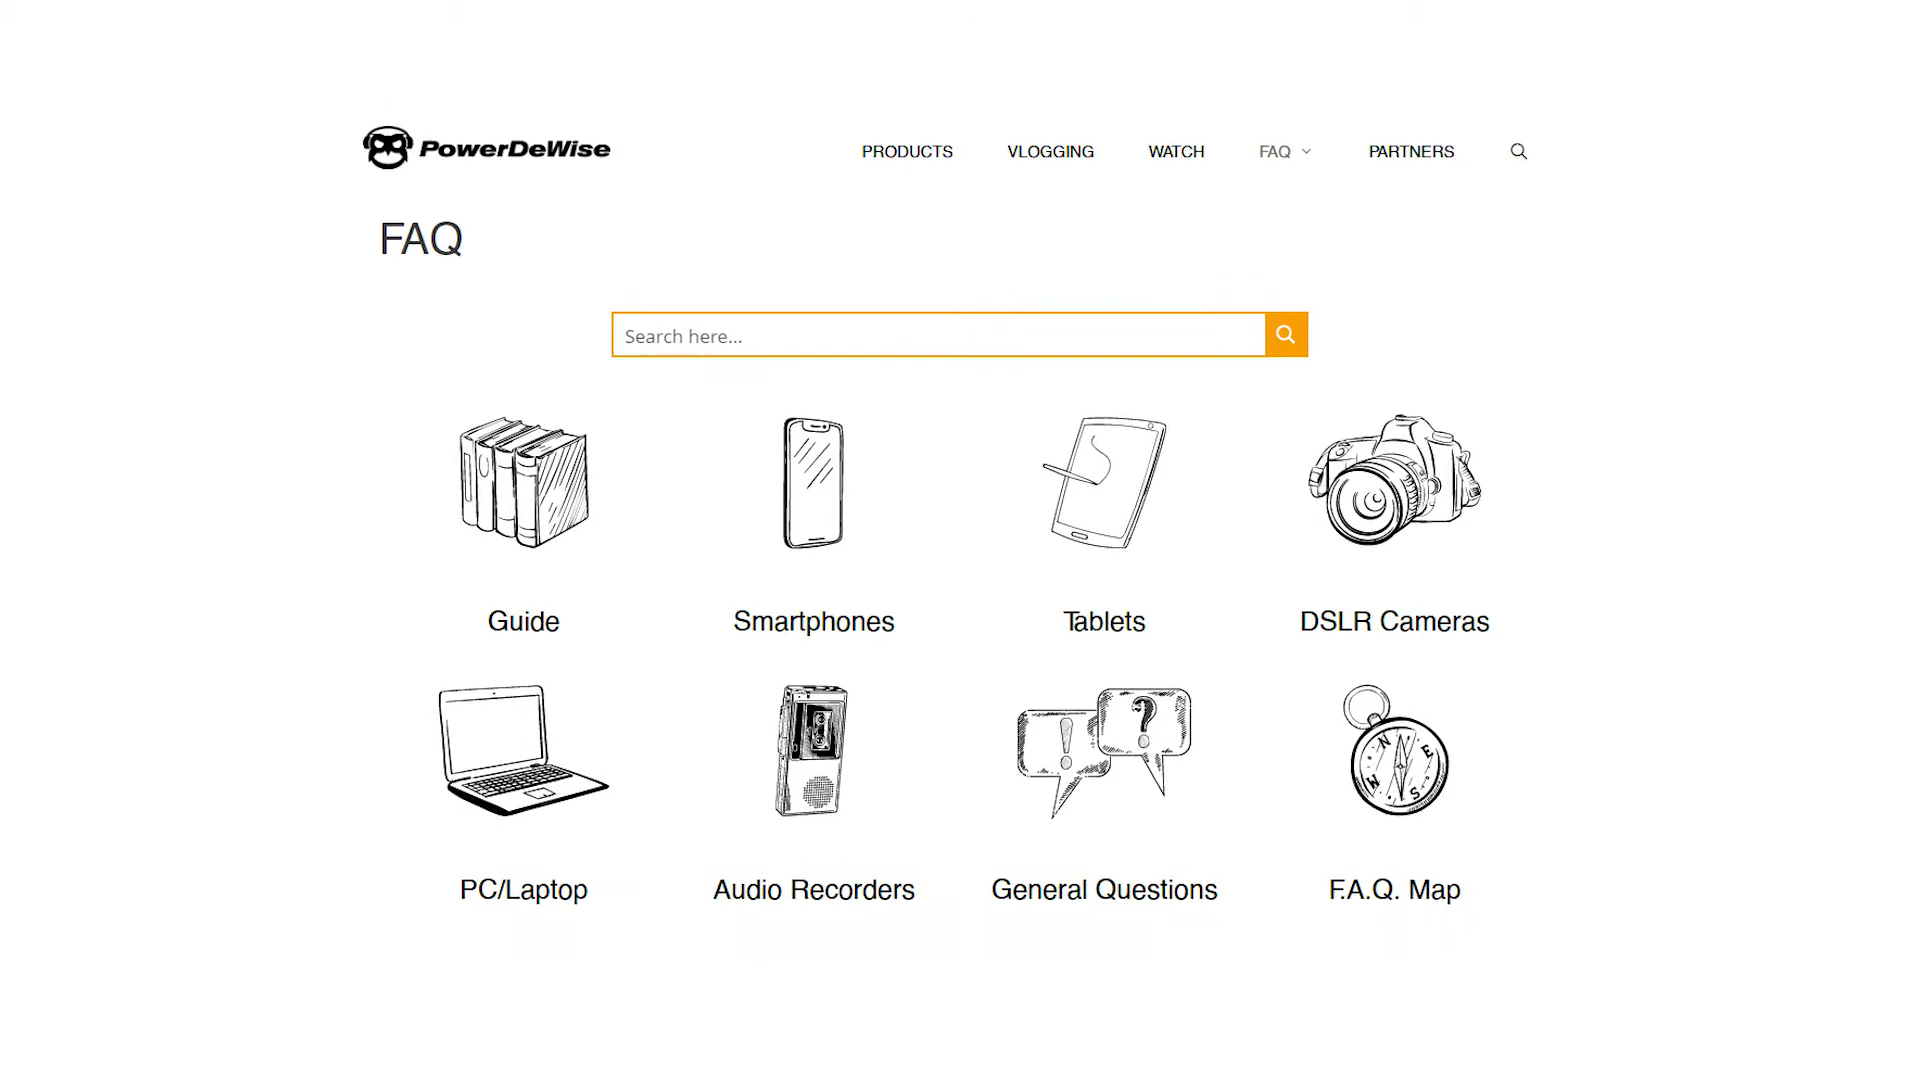 PowerDeWise
PRODUCTS VLOGGING WATCH FAQ PARTNERS
FAQ
Search here...
Guide Smartphones Tablets DSLR Cameras
N E S W
PC/Laptop Audio Recorders General Questions F.A.Q. Map